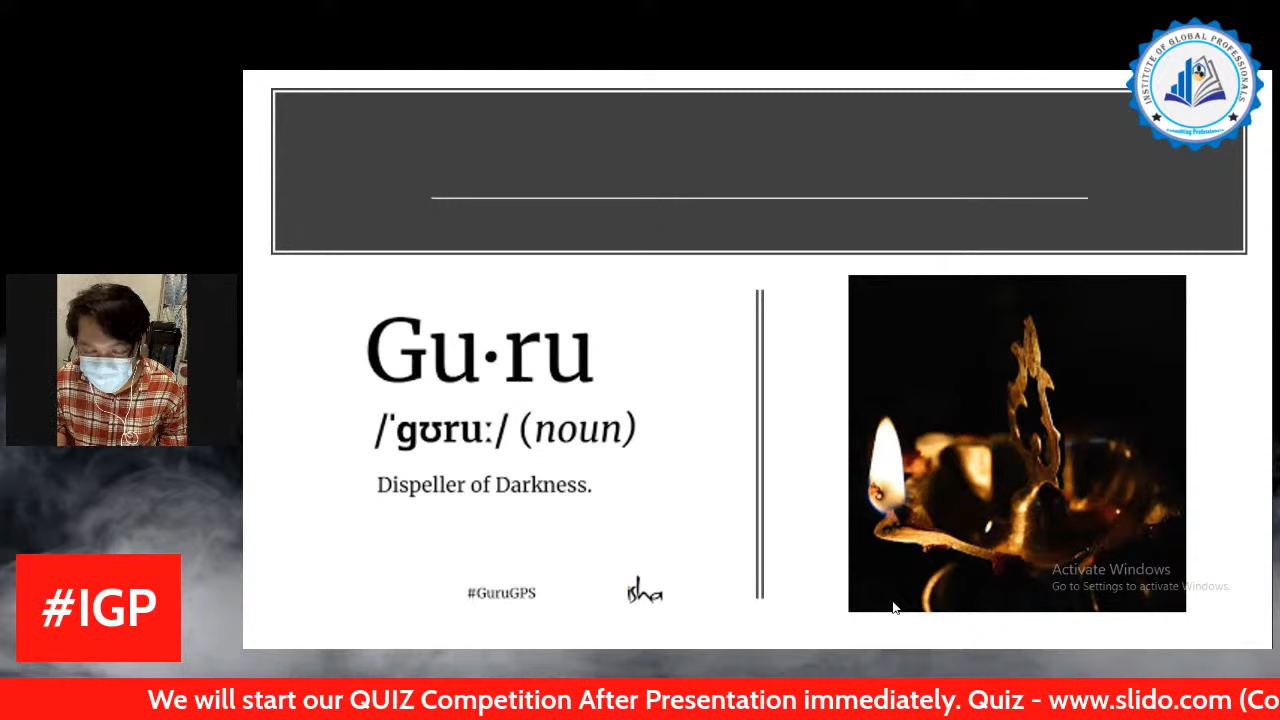 INSTITUTE OF GLOBAL PROFESSIONALS
Gu·ru
/ˈgʊruː/ (noun)
Dispeller of Darkness.
#GuruGPS
isha
Activate Windows
Go to Settings to activate Windows.
#IGP
We will start our QUIZ Competition After Presentation immediately. Quiz - www.slido.com (Co